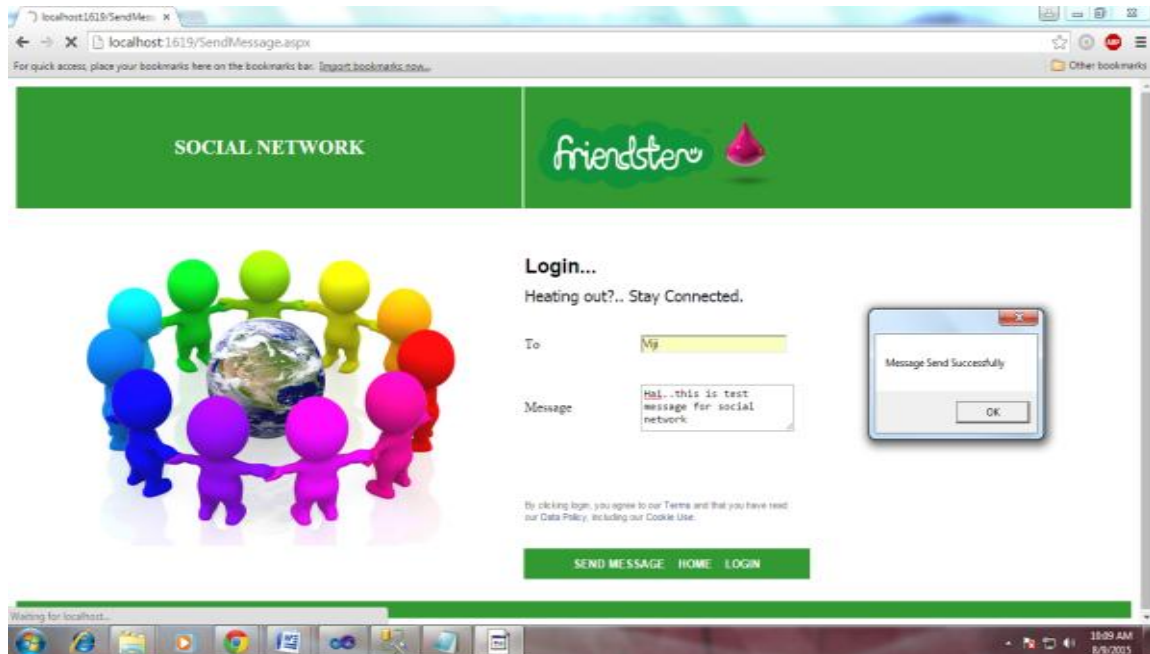 localhost:1619/SendMess
localhost:1619/SendMessage.aspx
For quick access, place your bookmarks here on the bookmarks bar. Import bookmarks now...
Other bookmarks
SOCIAL NETWORK
friendster
Login...
Heating out?.. Stay Connected.
To
Message
Hai..this is test
message for social
network
Message Send Successfully
OK
By clicking login, you agree to our Terms and that you have read
our Data Policy, including our Cookie Use.
SEND MESSAGE HOME LOGIN
Waiting for localhost...
10:09 AM
8/9/2015